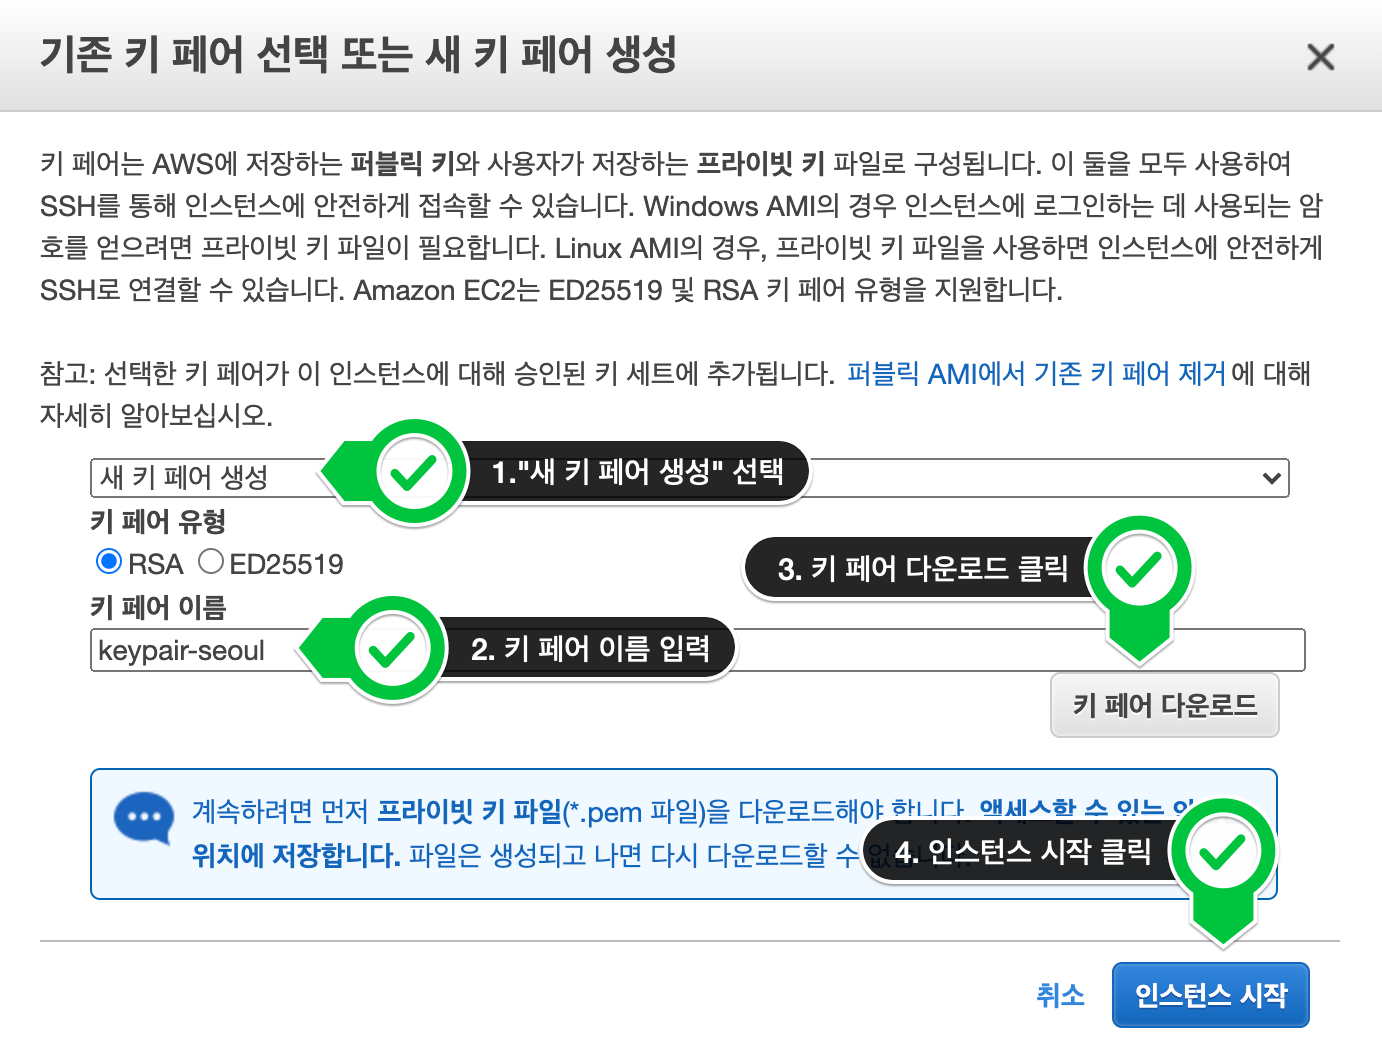 기존 키 페어 선택 또는 새 키 페어 생성
키 페어는 AWS에 저장하는 퍼블릭 키와 사용자가 저장하는 프라이빗 키 파일로 구성됩니다. 이 둘을 모두 사용하여
SSH를 통해 인스턴스에 안전하게 접속할 수 있습니다. Windows AMI의 경우 인스턴스에 로그인하는 데 사용되는 암
호를 얻으려면 프라이빗 키 파일이 필요합니다. Linux AMI의 경우, 프라이빗 키 파일을 사용하면 인스턴스에 안전하게
SSH로 연결할 수 있습니다. Amazon EC2는 ED25519 및 RSA 키 페어 유형을 지원합니다.
참고: 선택한 키 페어가 이 인스턴스에 대해 승인된 키 세트에 추가됩니다. 퍼블릭 AMI에서 기존 키 페어 제거에 대해
자세히 알아보십시오.
새 키 페어 생성
1."새 키 페어 생성" 선택
키 페어 유형
RSA ED25519
3. 키 페어 다운로드 클릭
키 페어 이름
keypair-seoul
2. 키 페어 이름 입력
키 페어 다운로드
계속하려면 먼저 프라이빗 키 파일(*.pem 파일)을 다운로드해야 합니다. 액세스할 수 있는
위치에 저장합니다. 파일은 생성되고 나면 다시 다운로드할 수
4. 인스턴스 시작 클릭
취소
인스턴스 시작